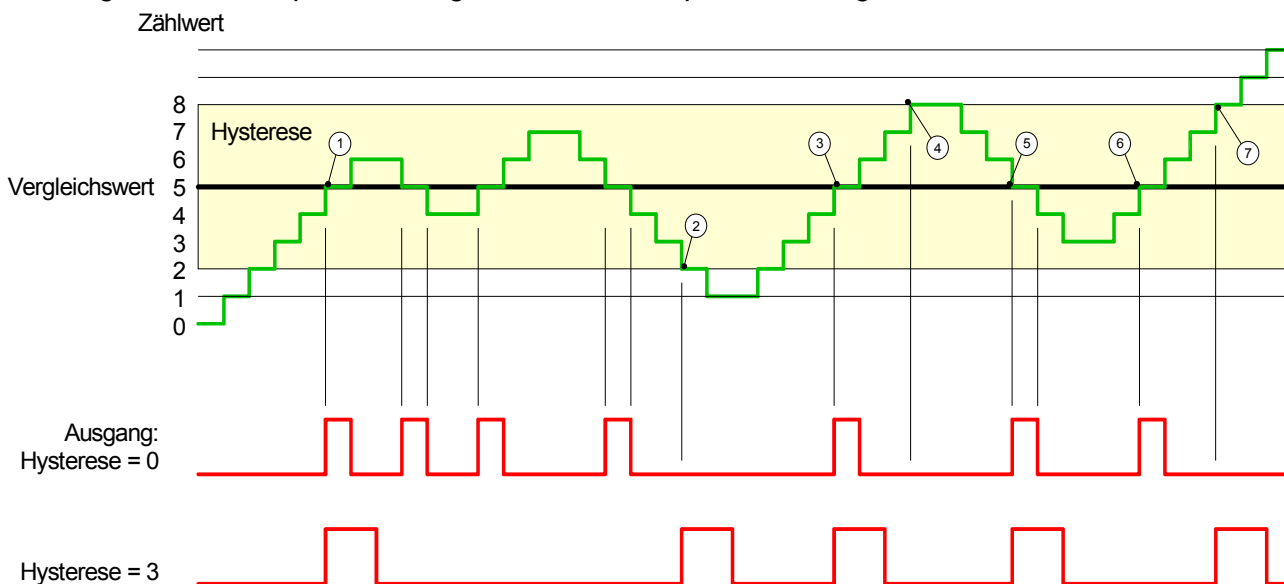 Zählwert
8
7
Hysterese
6
Vergleichswert 5
4
3
2
1
0
1
2
3
4
5
6
7
Ausgang:
Hysterese = 0
Hysterese = 3